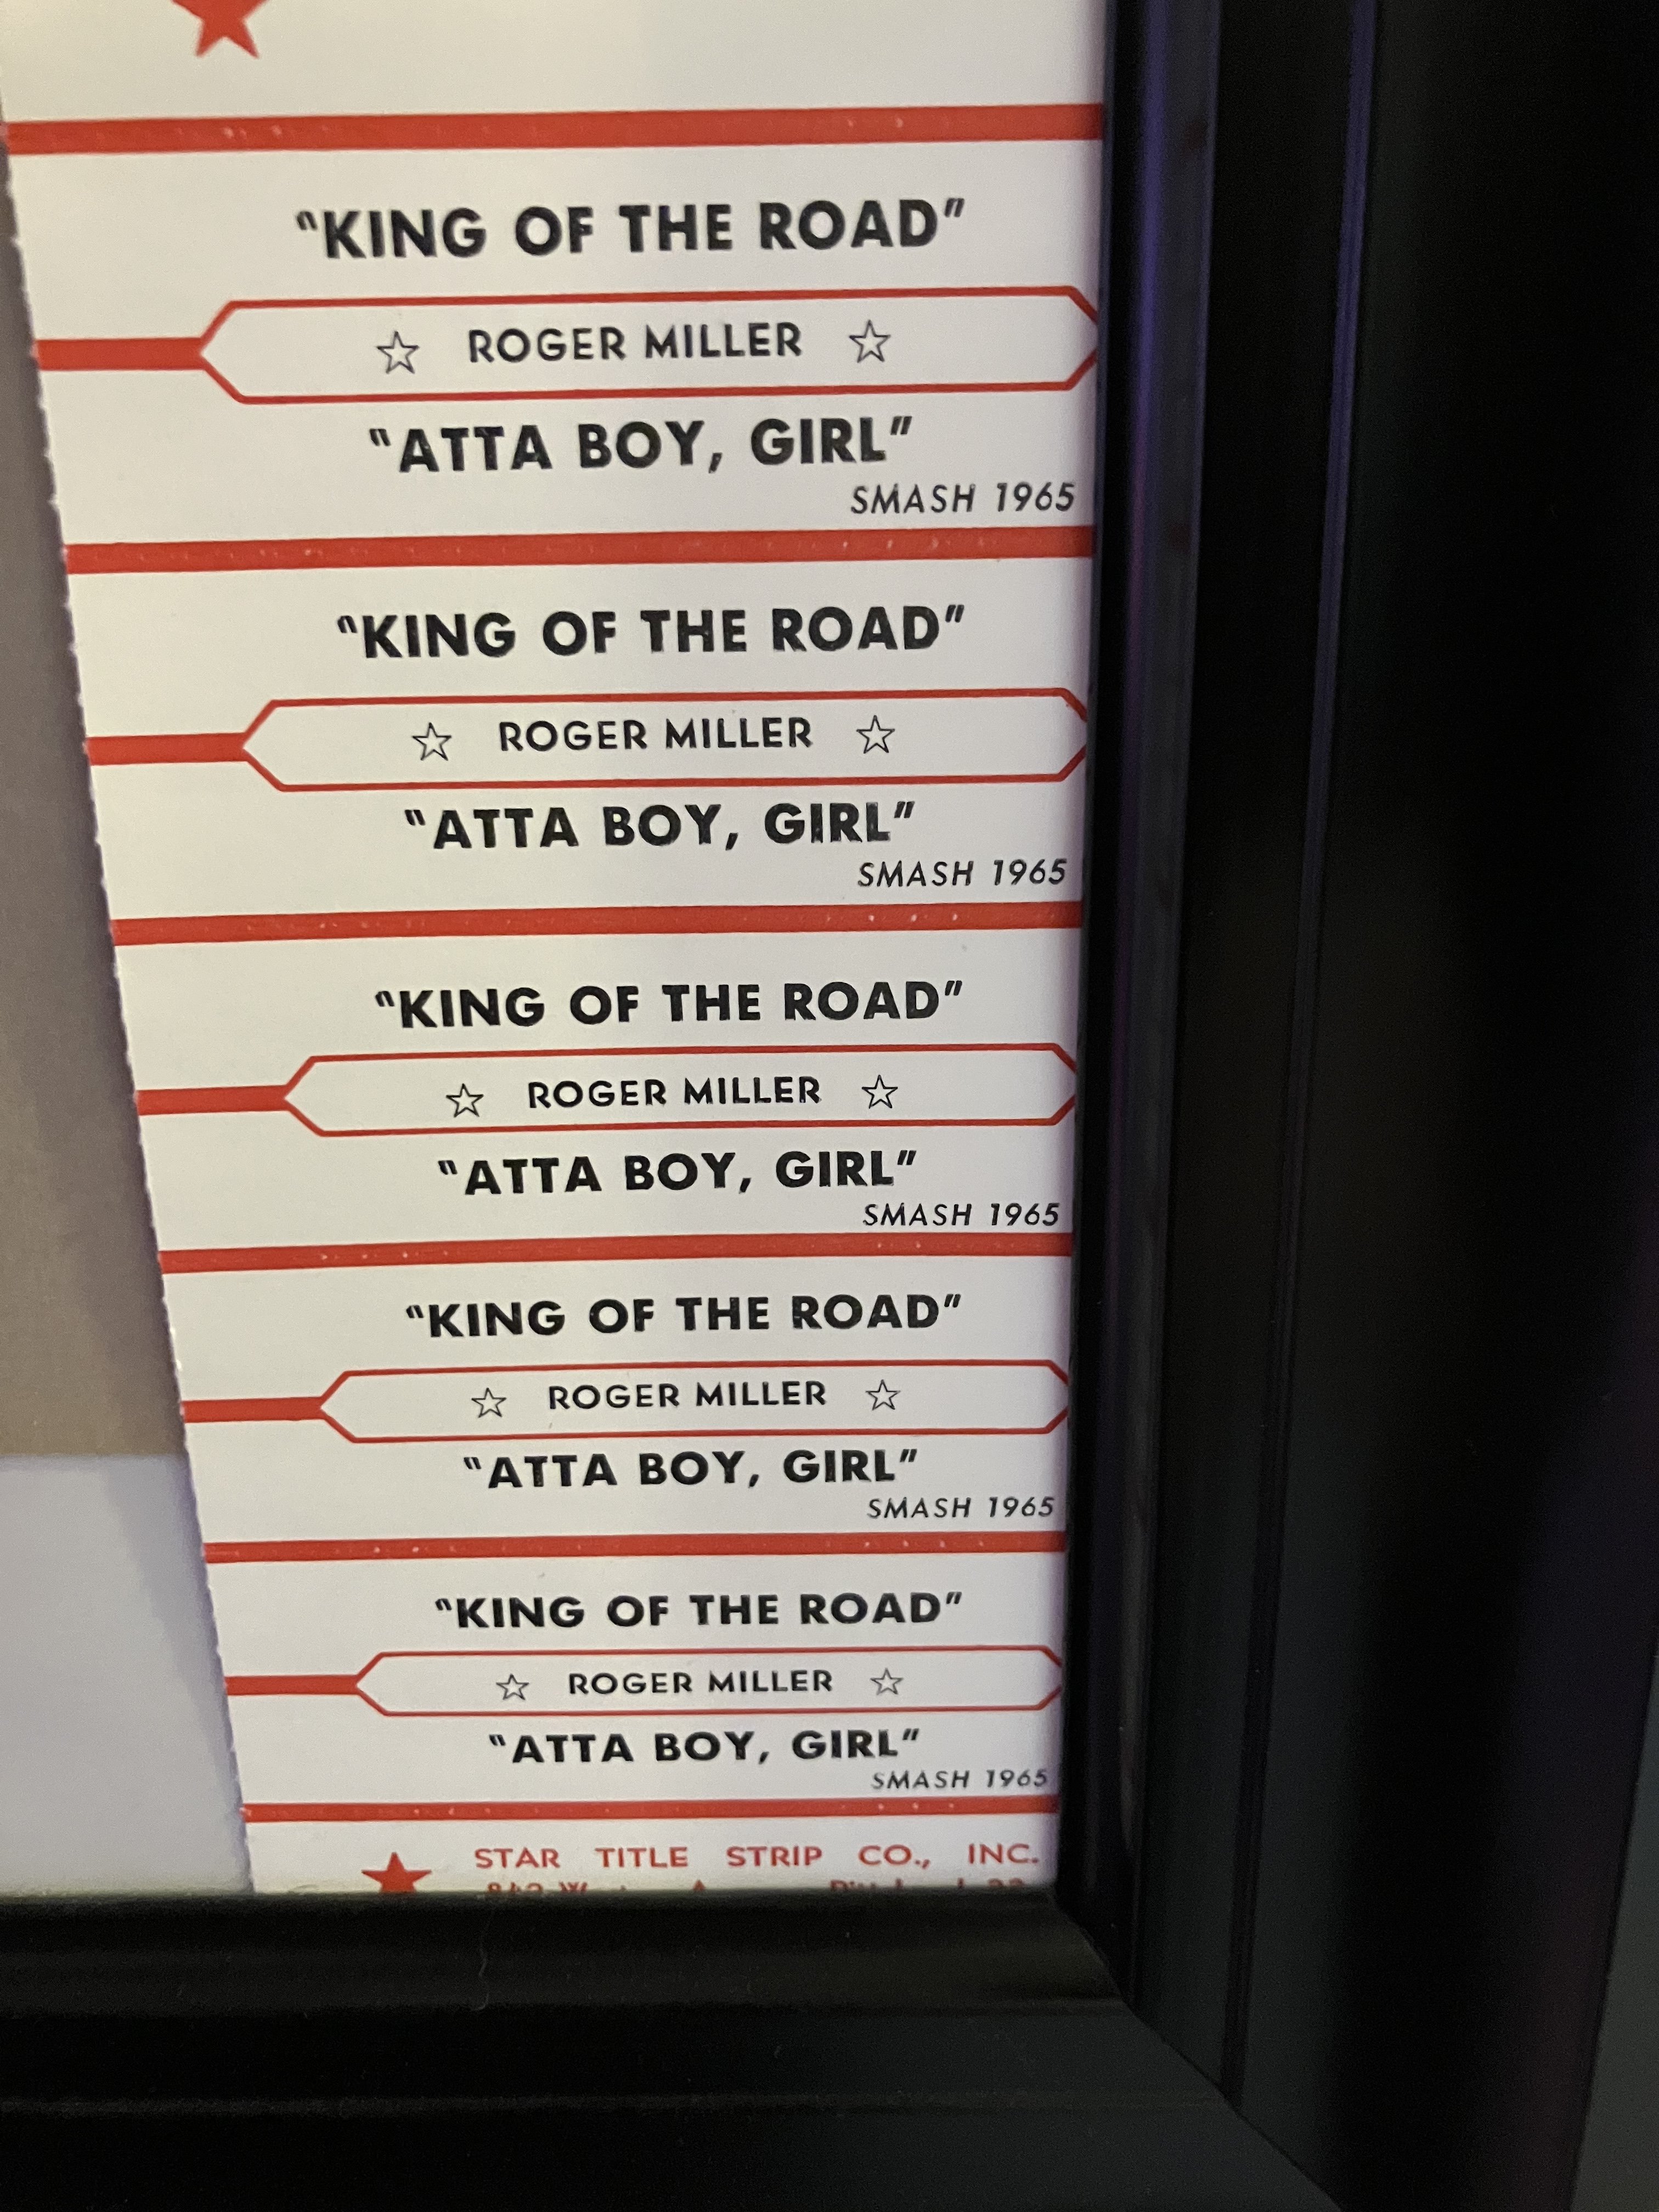 "KING OF THE ROAD"
ROGER MILLER
"ATTA BOY, GIRL"
SMASH 1965
"KING OF THE ROAD"
ROGER MILLER
"ATTA BOY, GIRL"
SMASH 1965
"KING OF THE ROAD"
ROGER MILLER
"ATTA BOY, GIRL"
SMASH 1965
"KING OF THE ROAD"
ROGER MILLER
"ATTA BOY, GIRL"
SMASH 1965
"KING OF THE ROAD"
ROGER MILLER
"ATTA BOY, GIRL"
SMASH 1965
STAR TITLE STRIP CO., INC.